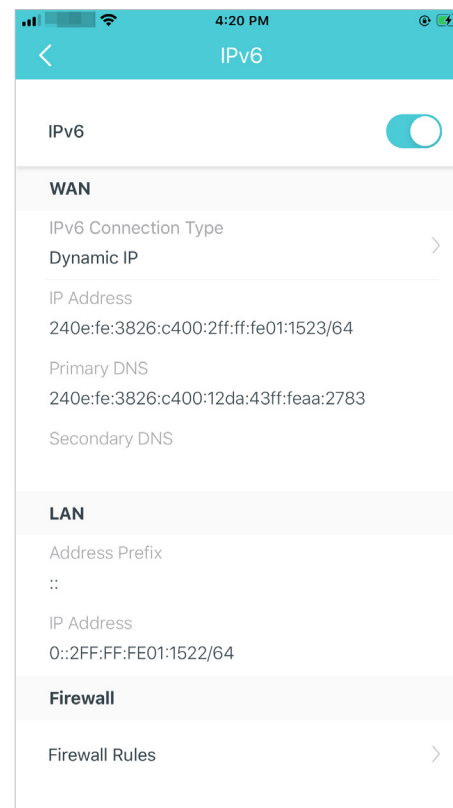 4:20 PM
IPv6
IPv6
WAN
IPv6 Connection Type
Dynamic IP
IP Address
240e:fe:3826:c400:2ff:ff:fe01:1523/64
Primary DNS
240e:fe:3826:c400:12da:43ff:feaa:2783
Secondary DNS
LAN
Address Prefix
::
IP Address
0::2FF:FF:FE01:1522/64
Firewall
Firewall Rules